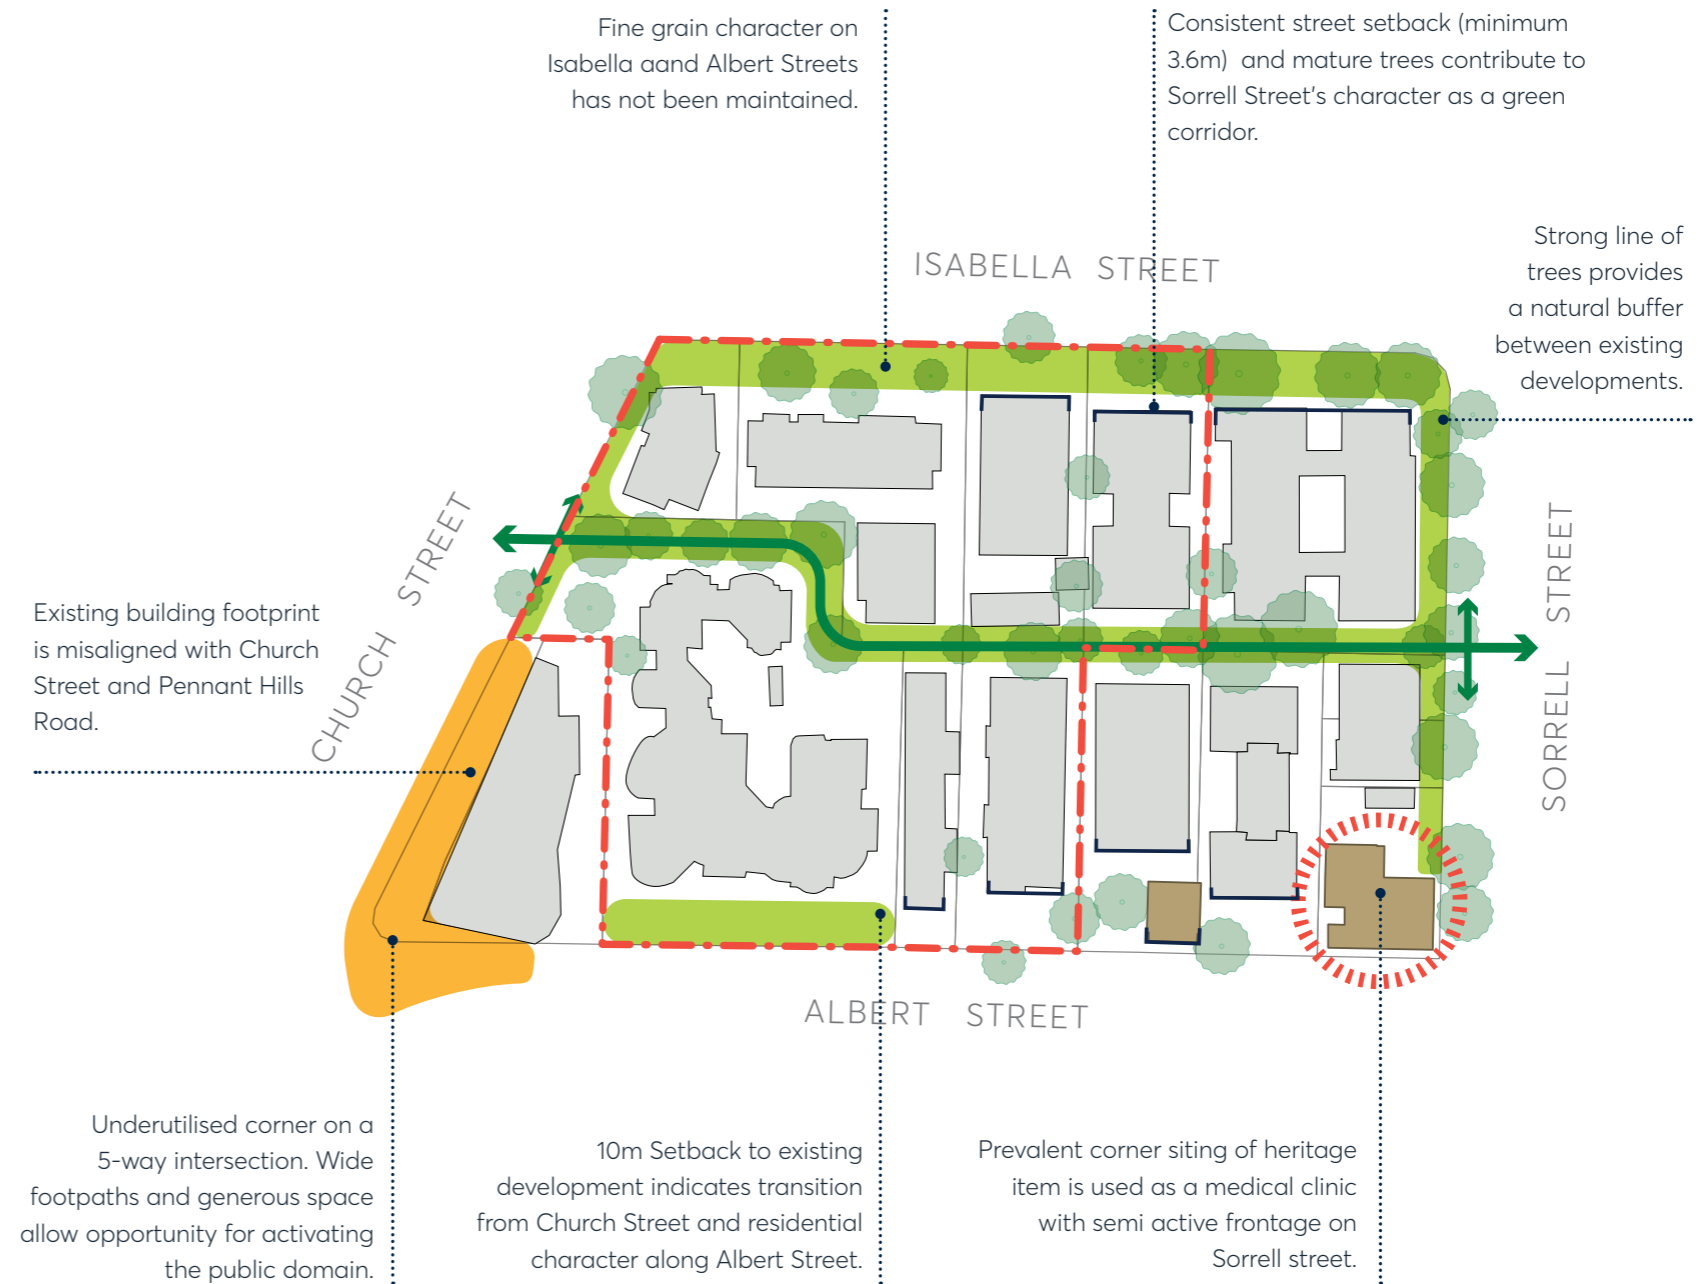 Fine grain character on
Isabella aand Albert Streets
has not been maintained.
Consistent street setback (minimum
3.6m) and mature trees contribute to
Sorrell Street's character as a green
corridor.
Strong line of
trees provides
a natural buffer
between existing
developments.
ISABELLA STREET
CHURCH STREET
SORRELL STREET
Existing building footprint
is misaligned with Church
Street and Pennant Hills
Road.
ALBERT STREET
Underutilised corner on a
5-way intersection. Wide
footpaths and generous space
allow opportunity for activating
the public domain.
10m Setback to existing
development indicates transition
from Church Street and residential
character along Albert Street.
Prevalent corner siting of heritage
item is used as a medical clinic
with semi active frontage on
Sorrell street.